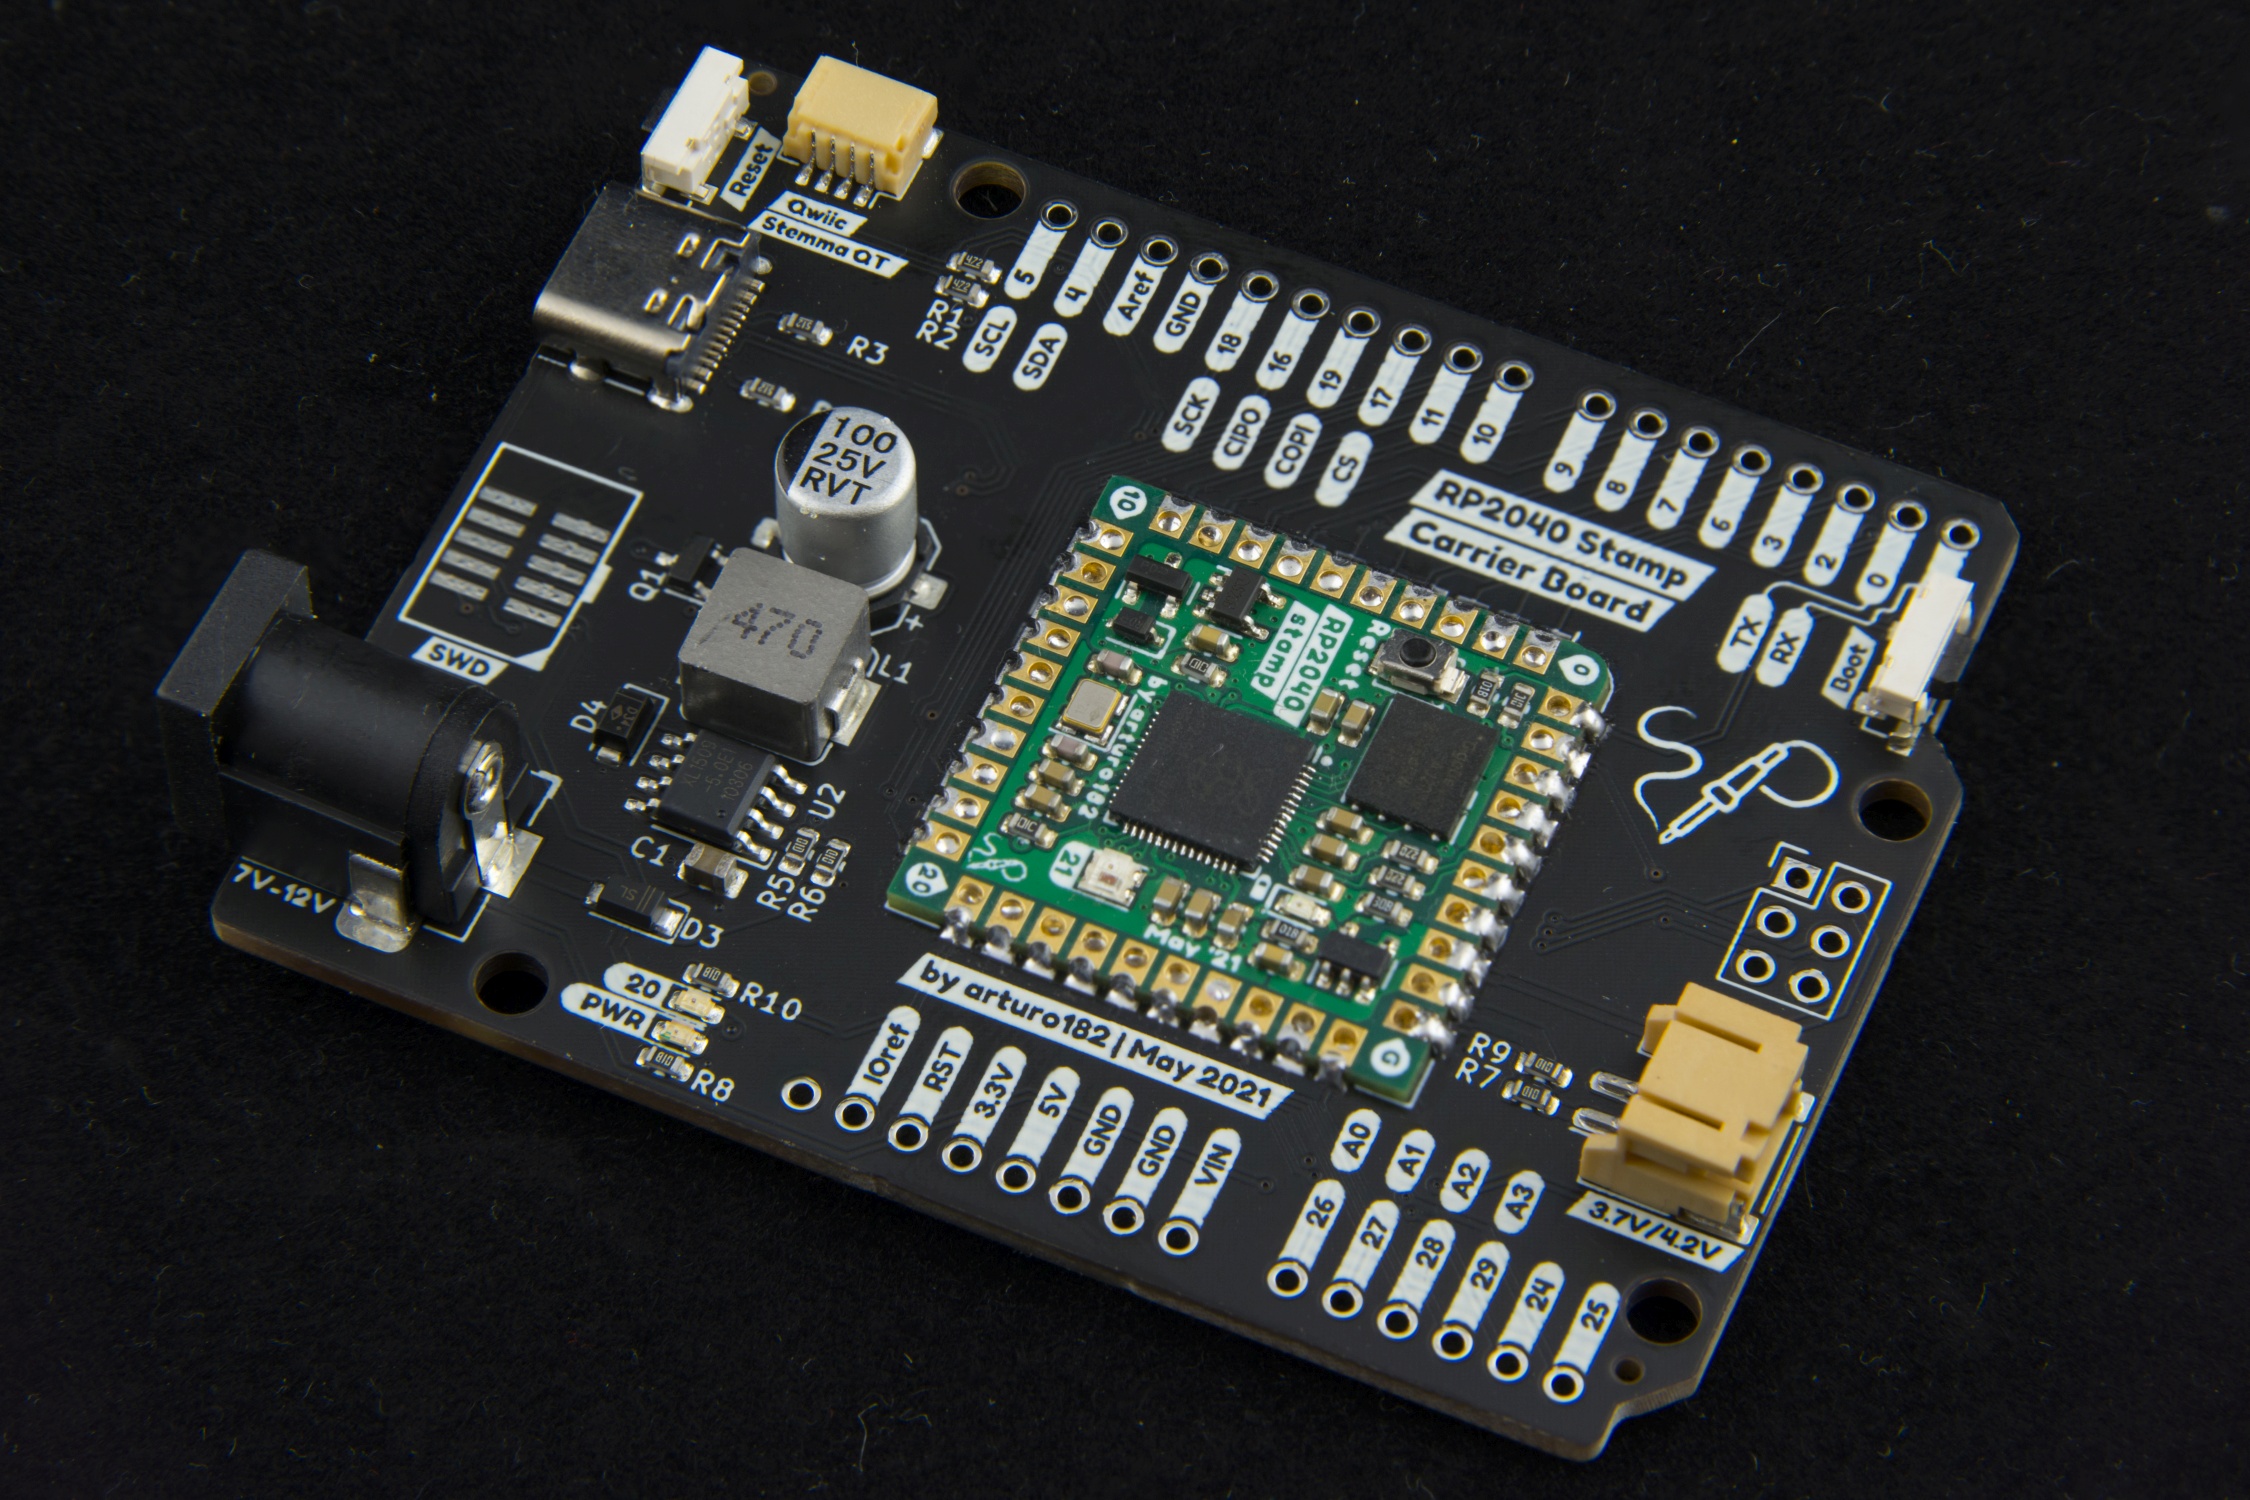 Reset
Qwiic
Stemma QT
472
472
R1
R2
R3
5
4
Aref
GND
18
16
19
17
11
10
9
8
7
6
3
2
0
SCL
SDA
SCK
CIPO
COPI
CS
TX
RX
Boot
RP2040 Stamp
Carrier Board
100
25V
RVT
+
Q1
470
L1
SWD
D4
U2
XL1509
-5.0E1
C1
R5
R6
D3
7V-12V
20
PWR
R10
R8
10
0
20
G
RP2040
stamp
Reset
by arturo182
21
May '21
by arturo182 | May 2021
IOref
RST
3.3V
5V
GND
GND
VIN
R9
R7
A0
A1
A2
A3
26
27
28
29
24
25
3.7V/4.2V